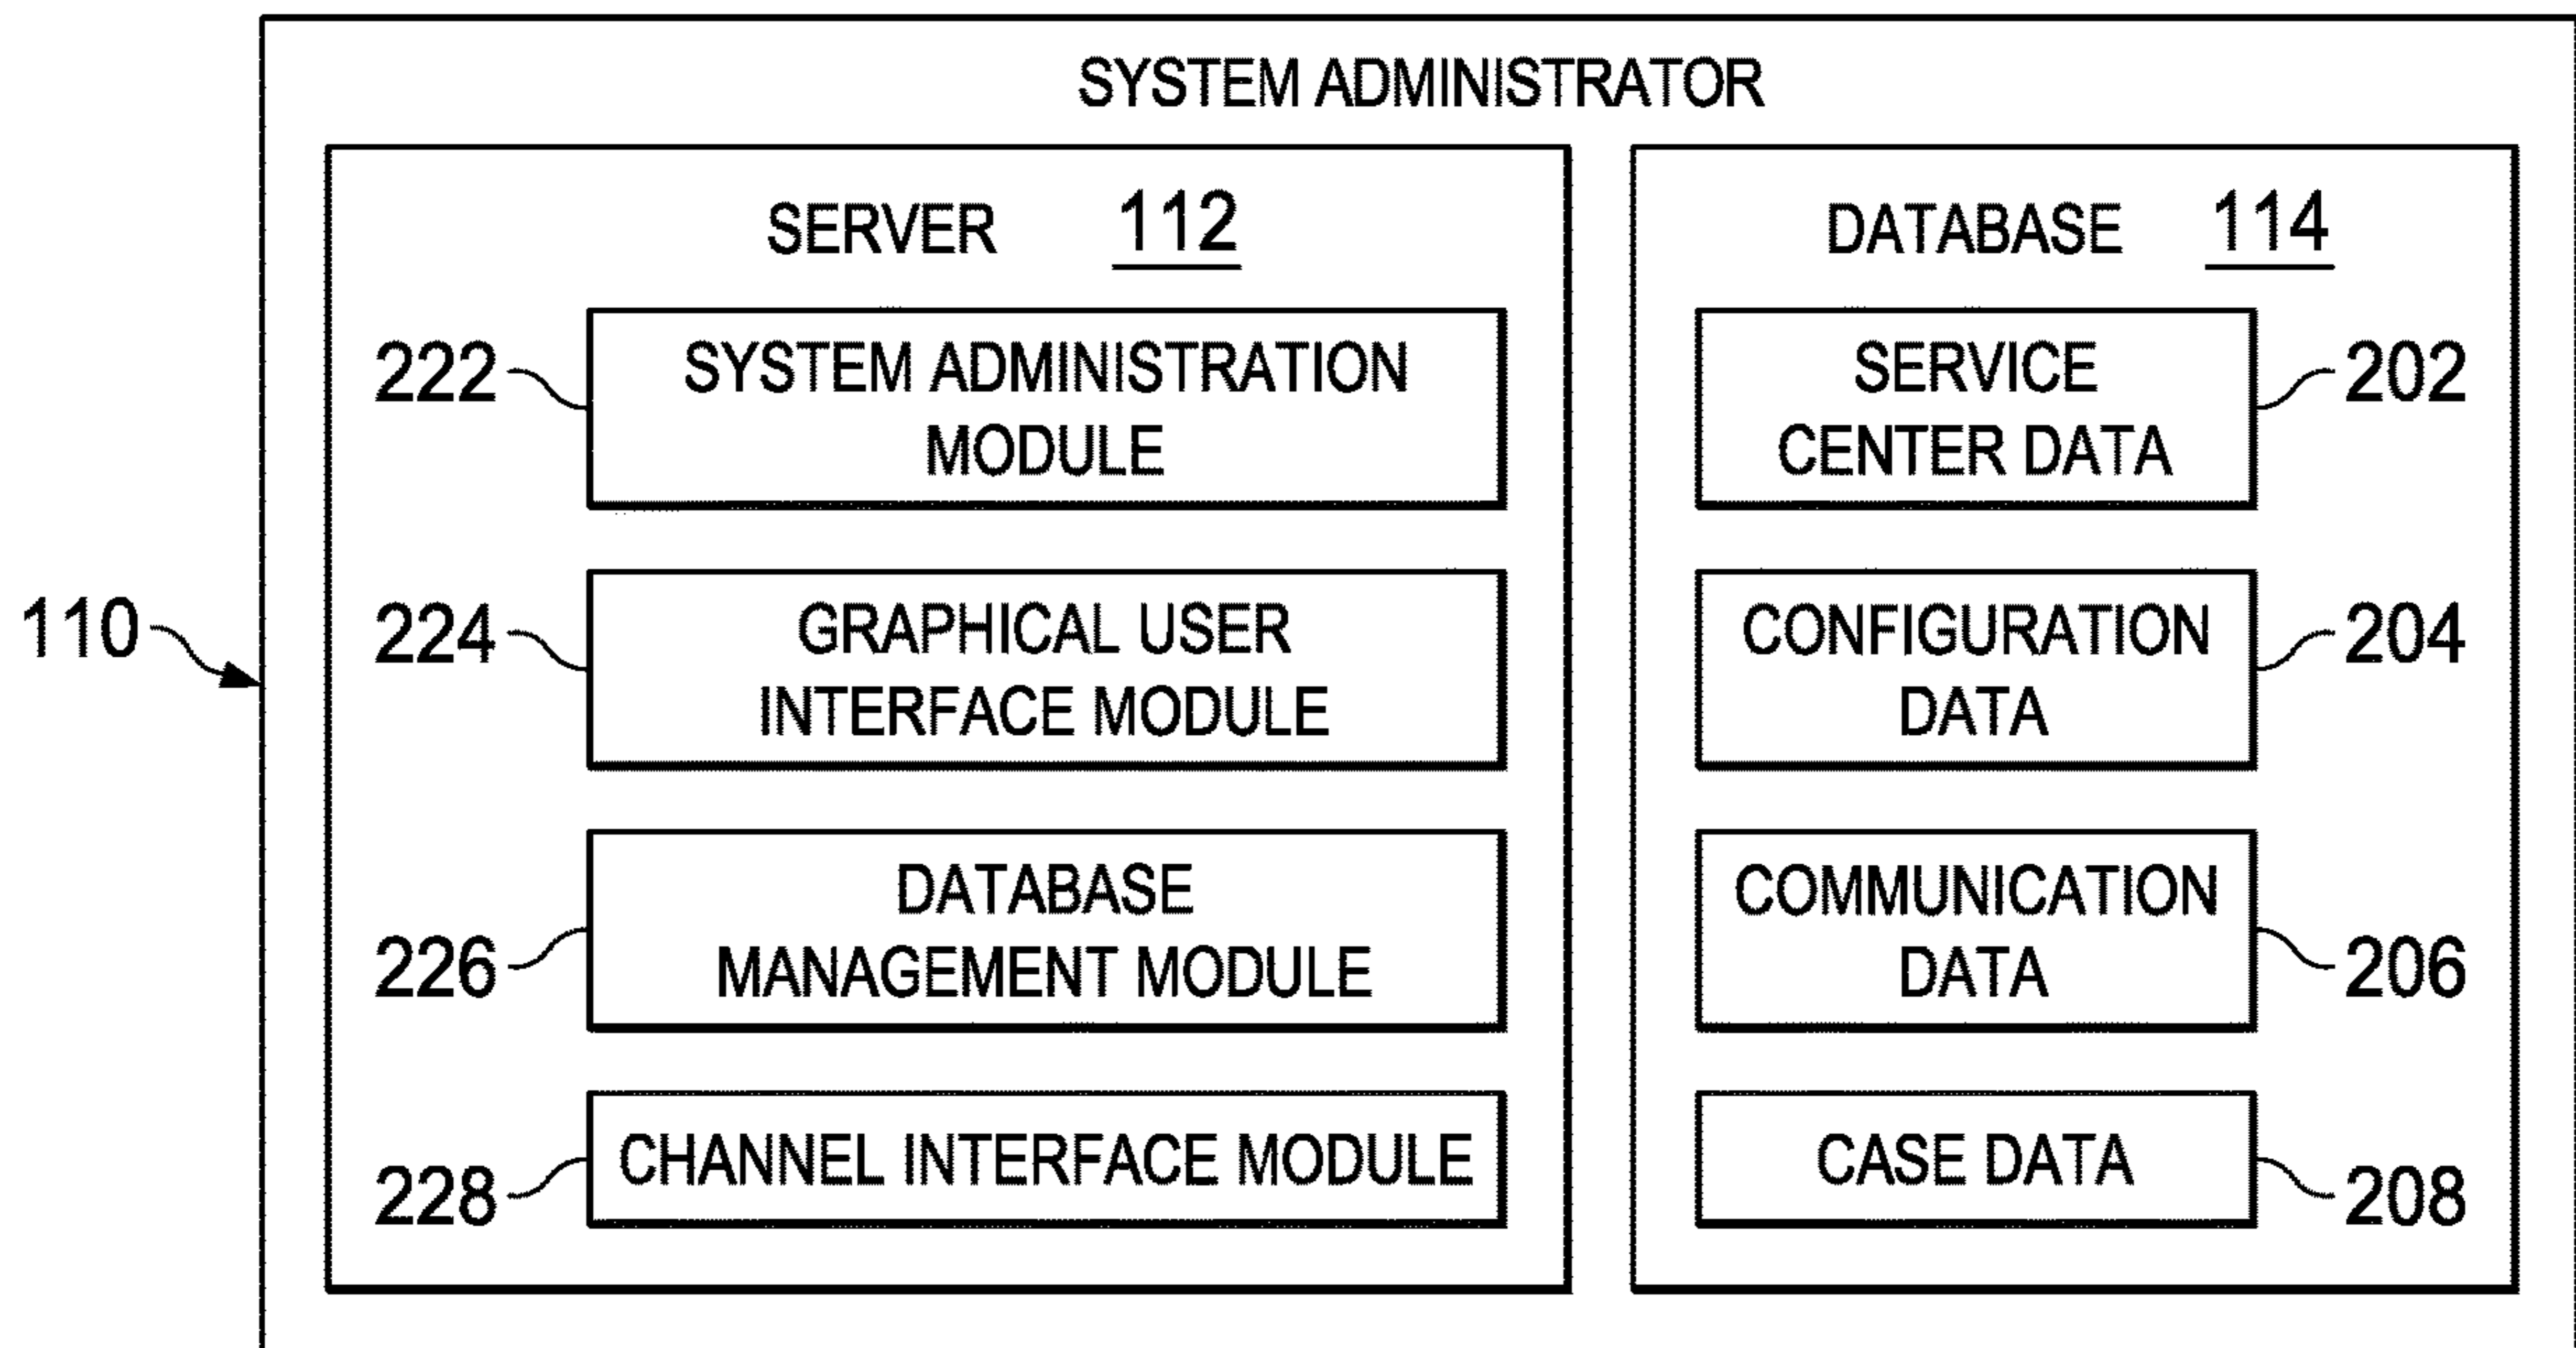 SYSTEM ADMINISTRATOR
SERVER 112
222
SYSTEM ADMINISTRATION
MODULE
224
GRAPHICAL USER
INTERFACE MODULE
226
DATABASE
MANAGEMENT MODULE
228
CHANNEL INTERFACE MODULE
DATABASE 114
SERVICE
CENTER DATA
202
CONFIGURATION
DATA
204
COMMUNICATION
DATA
206
CASE DATA
208
110